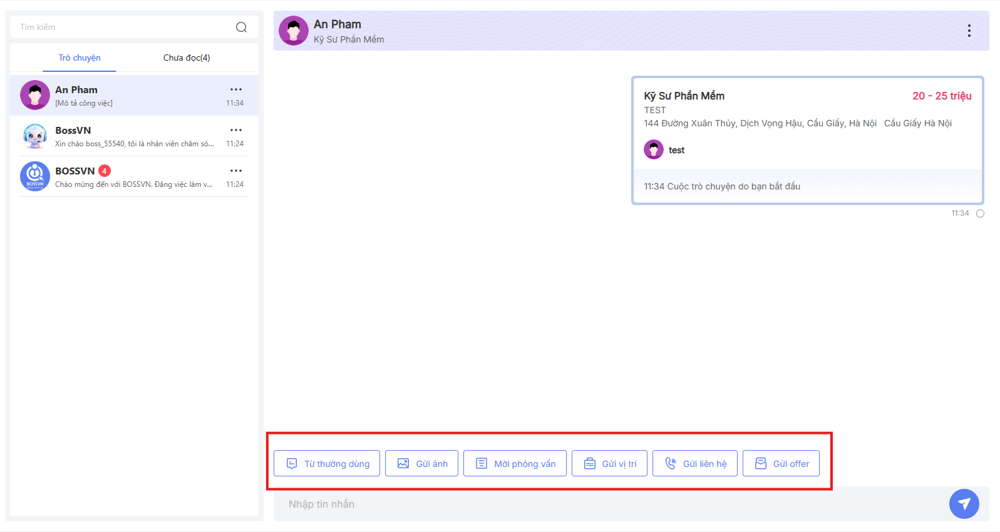 Tìm kiếm
Trò chuyện
Chưa đọc(4)
An Pham
[Mô tả công việc]
11:34
BossVN
Xin chào boss_55540, tôi là nhân viên chăm só...
11:24
BOSSVN 4
Chào mừng đến với BOSSVN. Đăng việc làm v...
11:24
BOSSVN
An Pham
Kỹ Sư Phần Mềm
Kỹ Sư Phần Mềm
20 - 25 triệu
TEST
144 Đường Xuân Thủy, Dịch Vọng Hậu, Cầu Giấy, Hà Nội Cầu Giấy Hà Nội
test
11:34 Cuộc trò chuyện do bạn bắt đầu
11:34
Từ thường dùng
Gửi ảnh
Mời phỏng vấn
Gửi vị trí
Gửi liên hệ
Gửi offer
Nhập tin nhắn